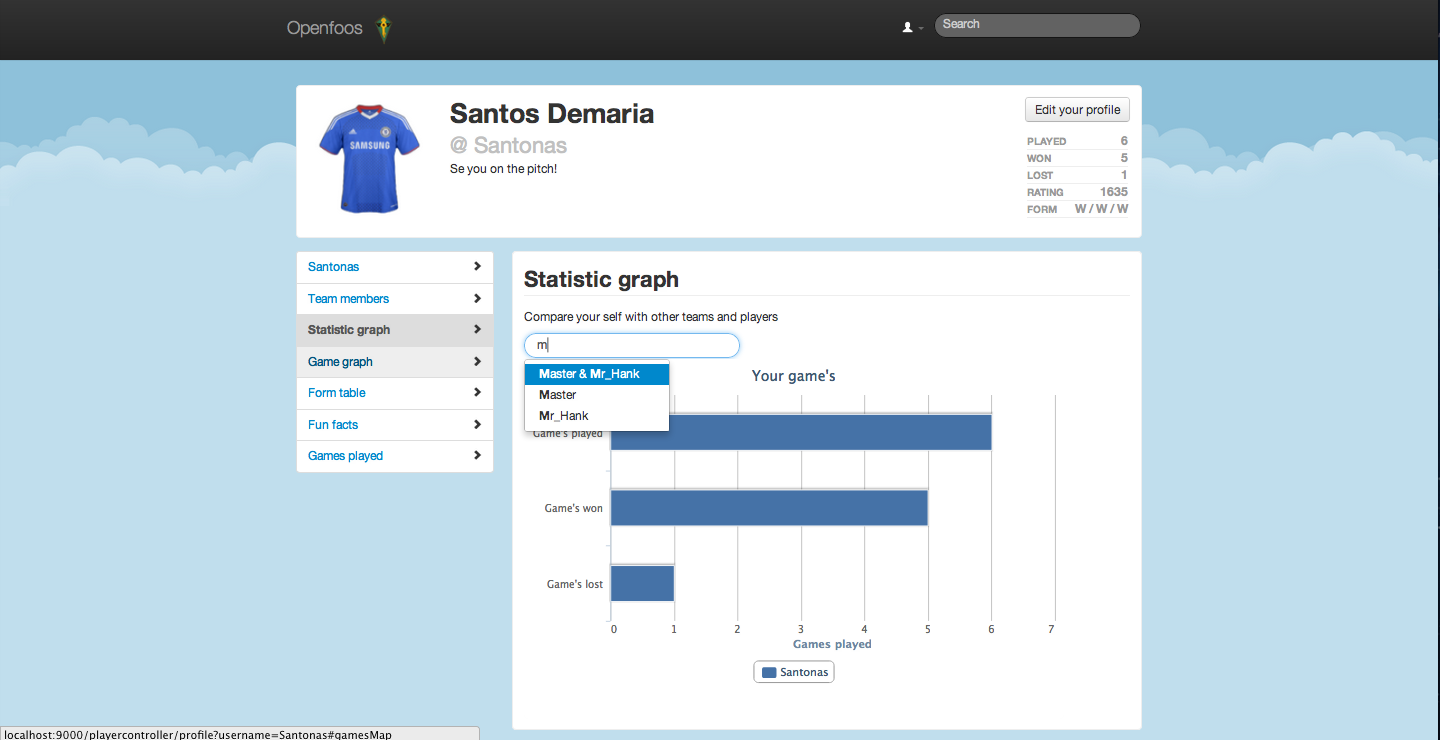 Openfoos
Search
Santos Demaria
@ Santonas
Se you on the pitch!
SAMSUNG
Edit your profile
PLAYED 6
WON 5
LOST 1
RATING 1635
FORM W / W / W
Santonas
Team members
Statistic graph
Game graph
Form table
Fun facts
Games played
Statistic graph
Compare your self with other teams and players
m
Master & Mr_Hank
Master
Mr_Hank
Your game's
Game's played
Game's won
Game's lost
0 1 2 3 4 5 6 7
Games played
Santonas
localhost:9000/playercontroller/profile?username=Santonas#gamesMap